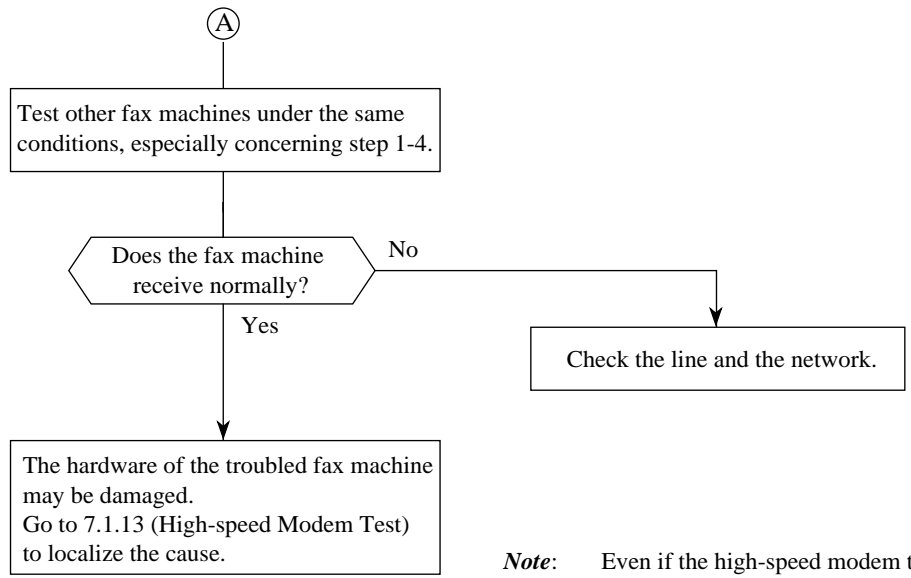 A
Test other fax machines under the same
conditions, especially concerning step 1-4.
Does the fax machine
receive normally?
No
Yes
Check the line and the network.
The hardware of the troubled fax machine
may be damaged.
Go to 7.1.13 (High-speed Modem Test)
to localize the cause.
Note: Even if the high-speed modem